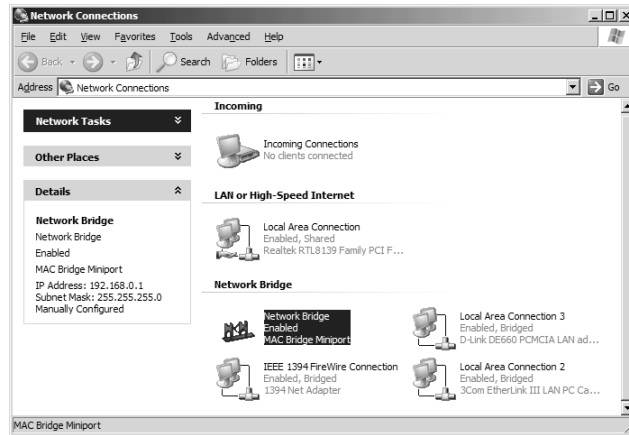 Network Connections
File Edit View Favorites Tools Advanced Help
Back Search Folders
Address Network Connections Go
Network Tasks
Other Places
Details
Network Bridge
Network Bridge
Enabled
MAC Bridge Miniport
IP Address: 192.168.0.1
Subnet Mask: 255.255.255.0
Manually Configured
Incoming
Incoming Connections
No clients connected
LAN or High-Speed Internet
Local Area Connection
Enabled, Shared
Realtek RTL8139 Family PCI F...
Network Bridge
Network Bridge
Enabled
MAC Bridge Miniport
Local Area Connection 3
Enabled, Bridged
D-Link DE660 PCMCIA LAN ad...
IEEE 1394 FireWire Connection
Enabled, Bridged
1394 Net Adapter
Local Area Connection 2
Enabled, Bridged
3Com EtherLink III LAN PC Ca...
MAC Bridge Miniport